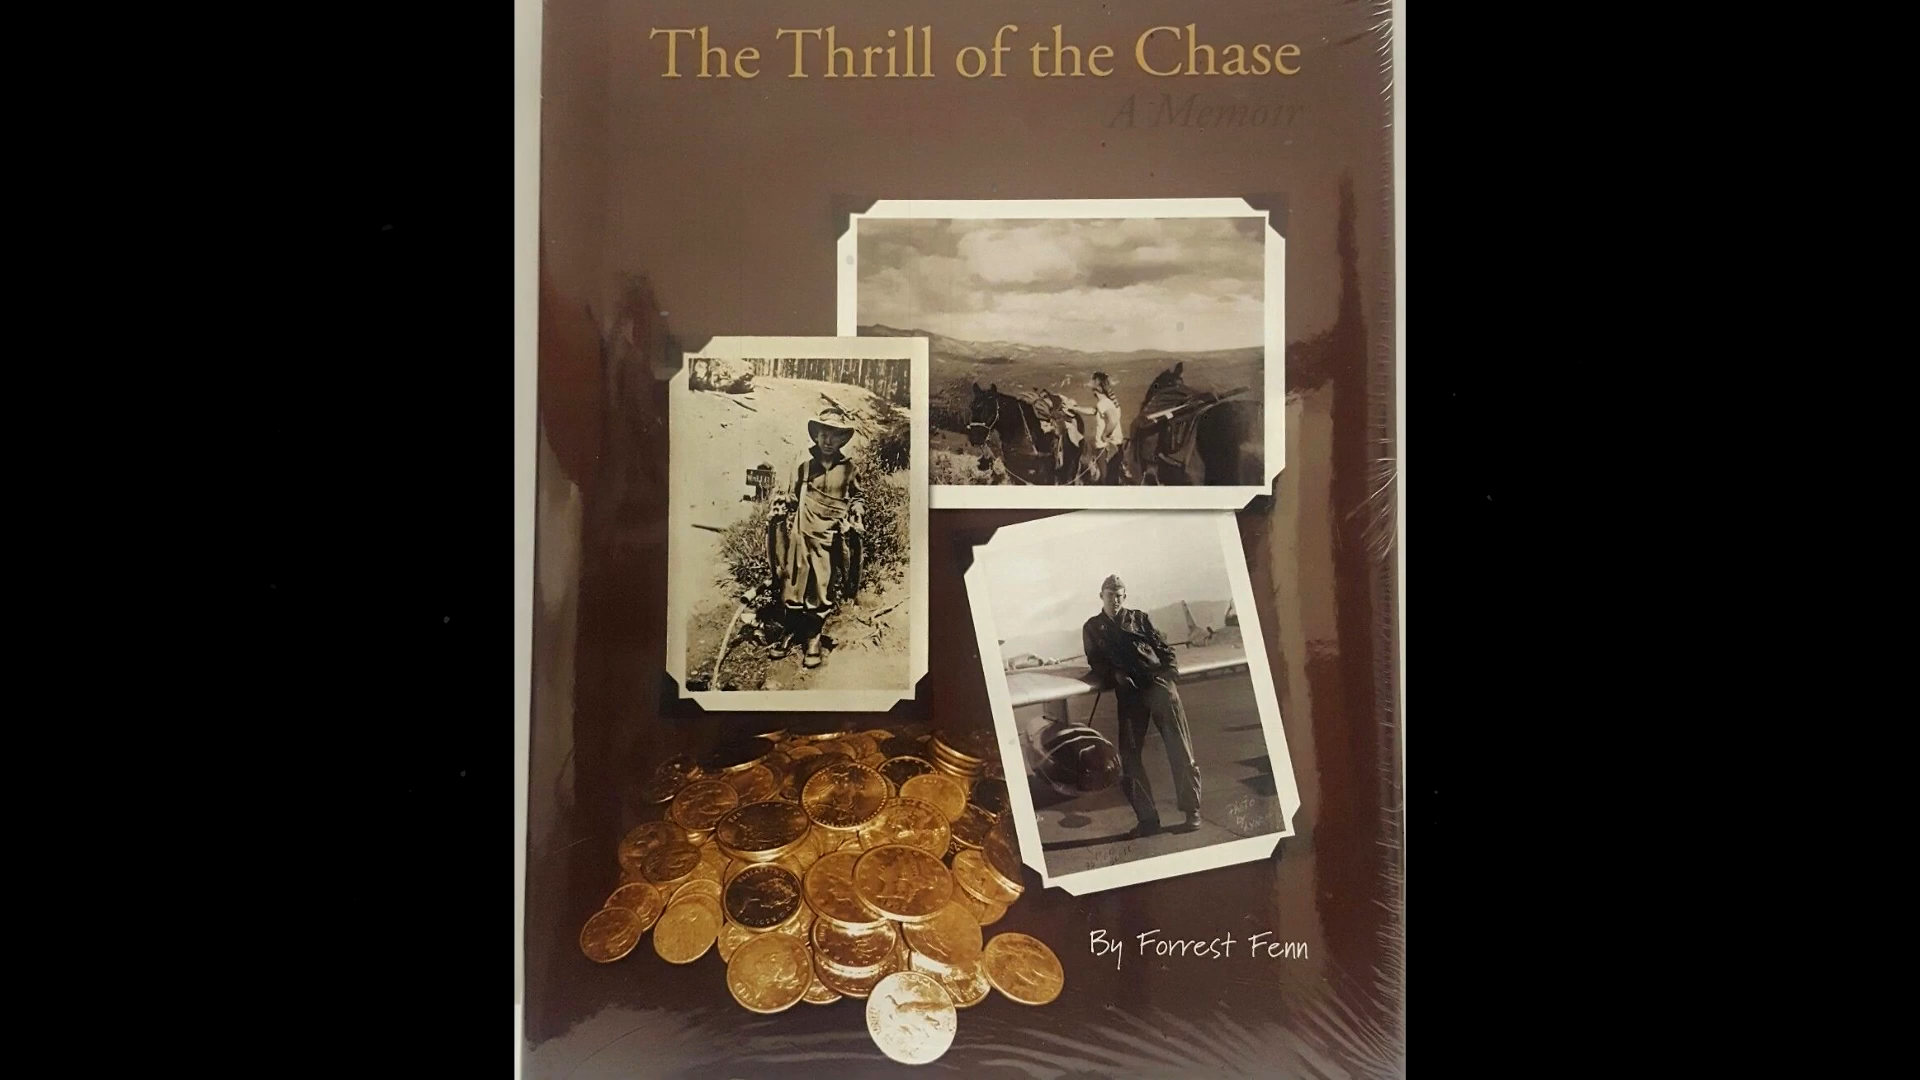 The Thrill of the Chase
A Memoir
By Forrest Fenn